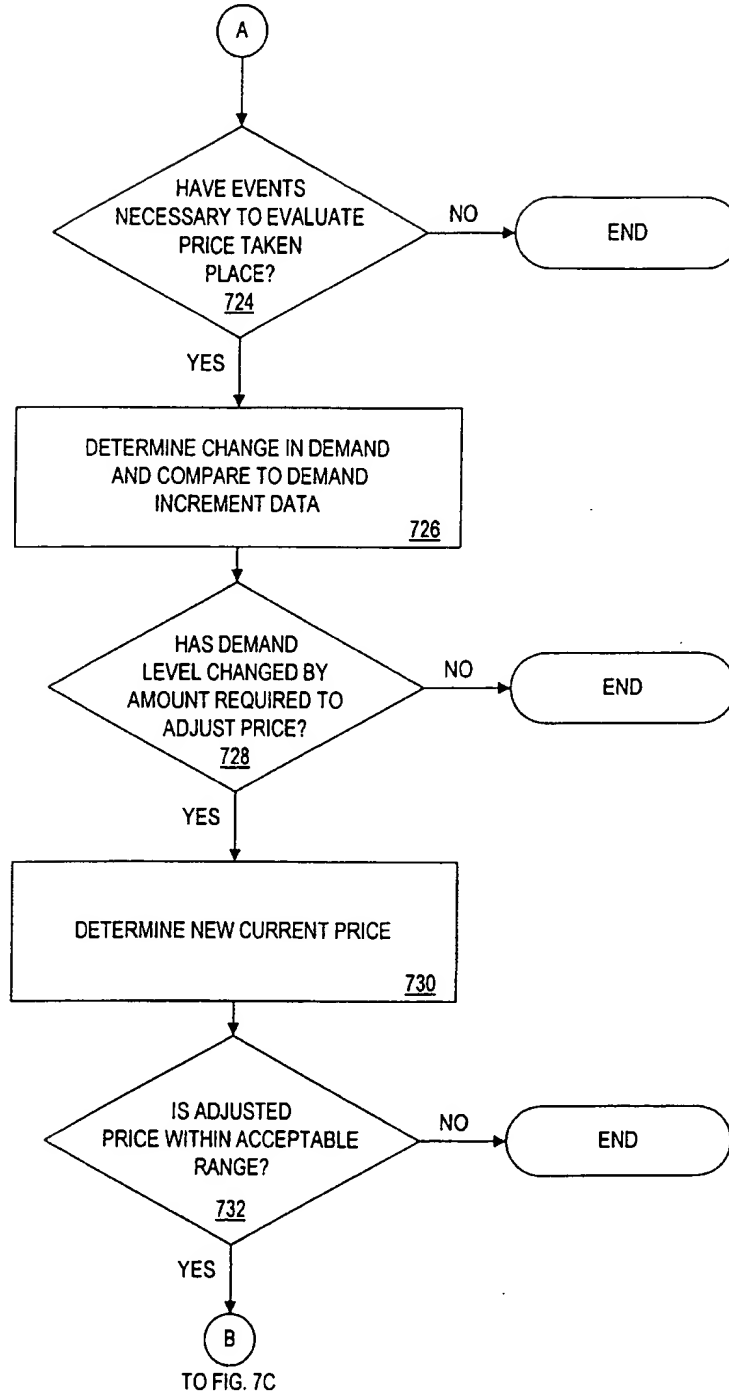 A
HAVE EVENTS
NECESSARY TO EVALUATE
PRICE TAKEN
PLACE?
724
NO
END
YES
DETERMINE CHANGE IN DEMAND
AND COMPARE TO DEMAND
INCREMENT DATA
726
HAS DEMAND
LEVEL CHANGED BY
AMOUNT REQUIRED TO
ADJUST PRICE?
728
NO
END
YES
DETERMINE NEW CURRENT PRICE
730
IS ADJUSTED
PRICE WITHIN ACCEPTABLE
RANGE?
732
NO
END
YES
B
TO FIG. 7C